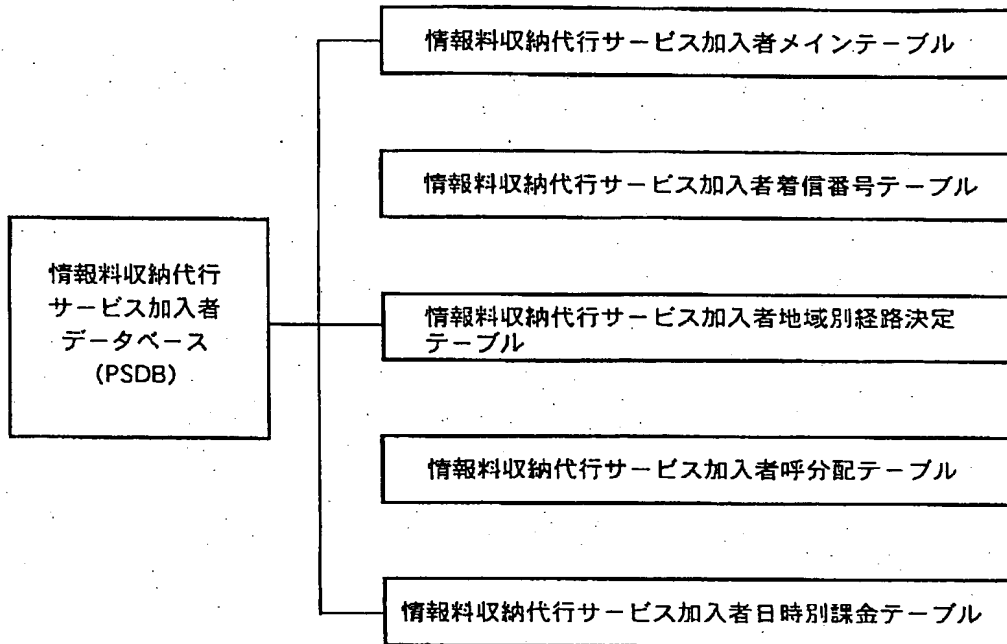 情報料収納代行サービス加入者メインテーブル
情報料収納代行サービス加入者着信番号テーブル
情報料収納代行
サービス加入者
データベース
(PSDB)
情報料収納代行サービス加入者地域別経路決定
テーブル
情報料収納代行サービス加入者呼分配テーブル
情報料収納代行サービス加入者日時別課金テーブル